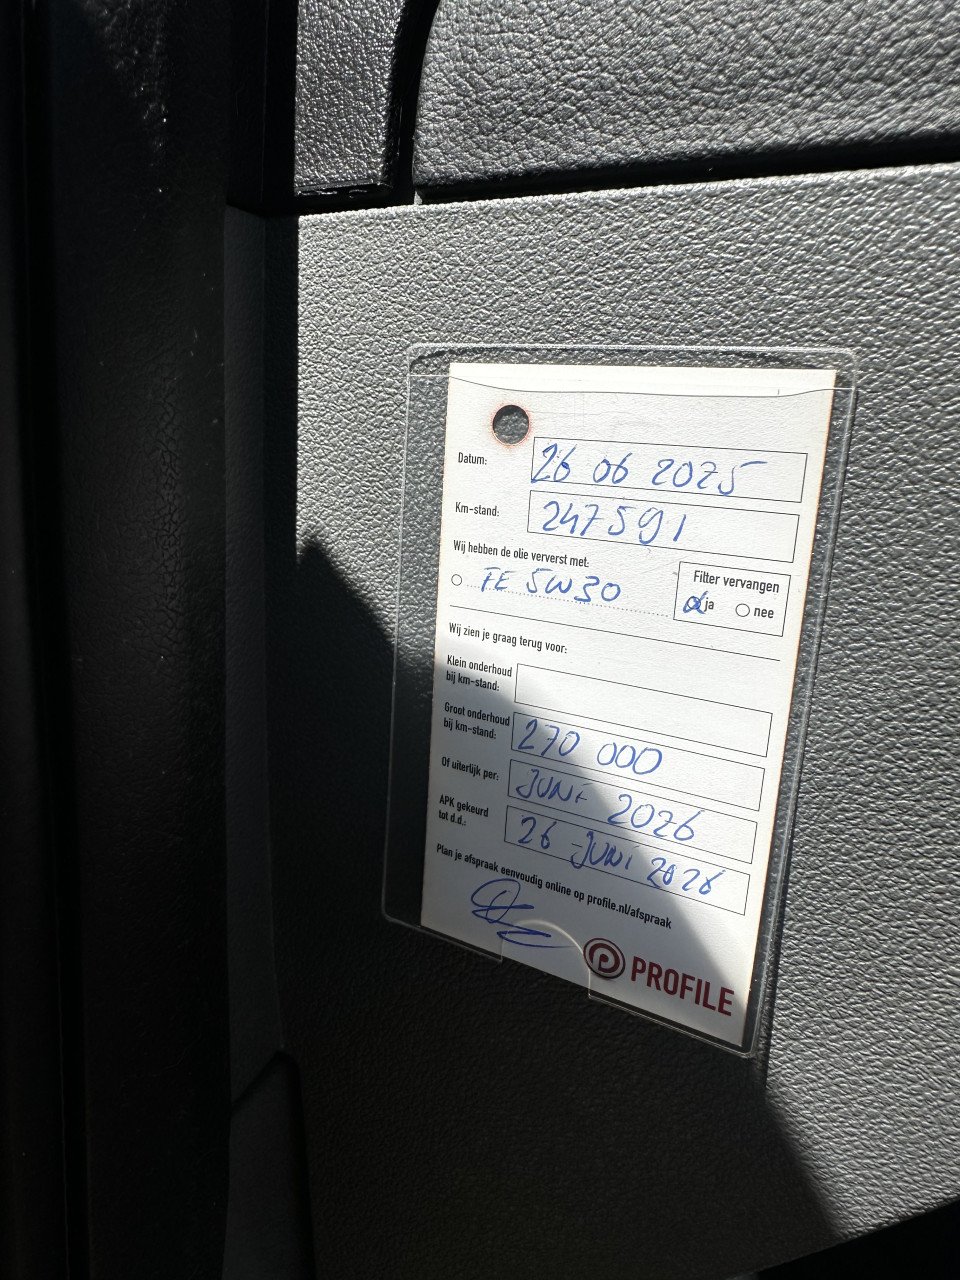 Datum: 26 06 2025
Km-stand: 247591
Wij hebben de olie ververst met:
FE 5W30
Filter vervangen
ja nee
Wij zien je graag terug voor:
Klein onderhoud
bij km-stand:
Groot onderhoud
bij km-stand: 270 000
Of uiterlijk per: JUNI 2026
APK gekeurd
tot d.d.: 26 JUNI 2026
Plan je afspraak eenvoudig online op profile.nl/afspraak
PROFILE